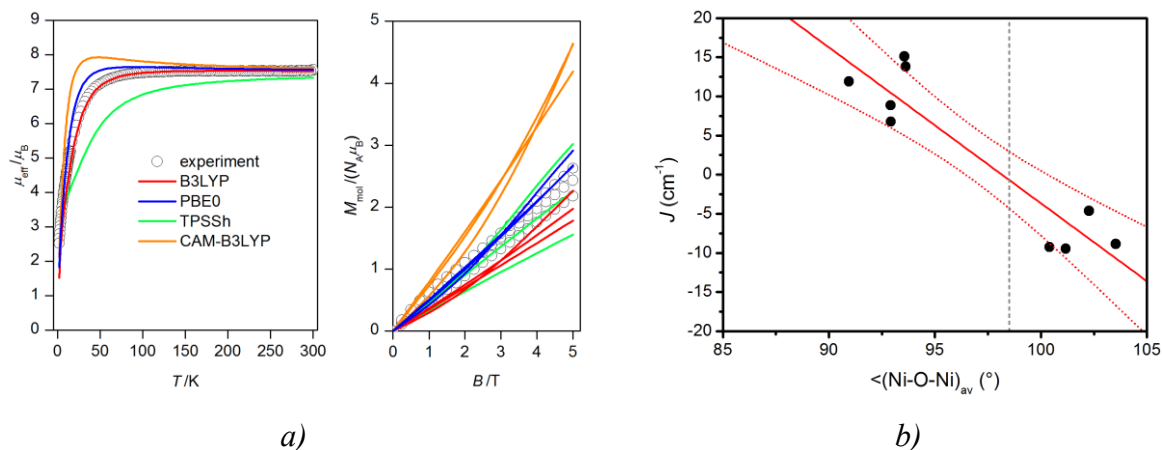 9
8
7
6
5
4
3
2
1
0
μeff/μB
0 50 100 150 200 250 300
T/K
experiment
B3LYP
PBE0
TPSSh
CAM-B3LYP
5
4
3
2
1
0
Mmol/(NAμB)
0 1 2 3 4 5
B/T
a)
20
15
10
5
0
-5
-10
-15
-20
J (cm-1)
85 90 95 100 105
<(Ni-O-Ni)av (°)
b)